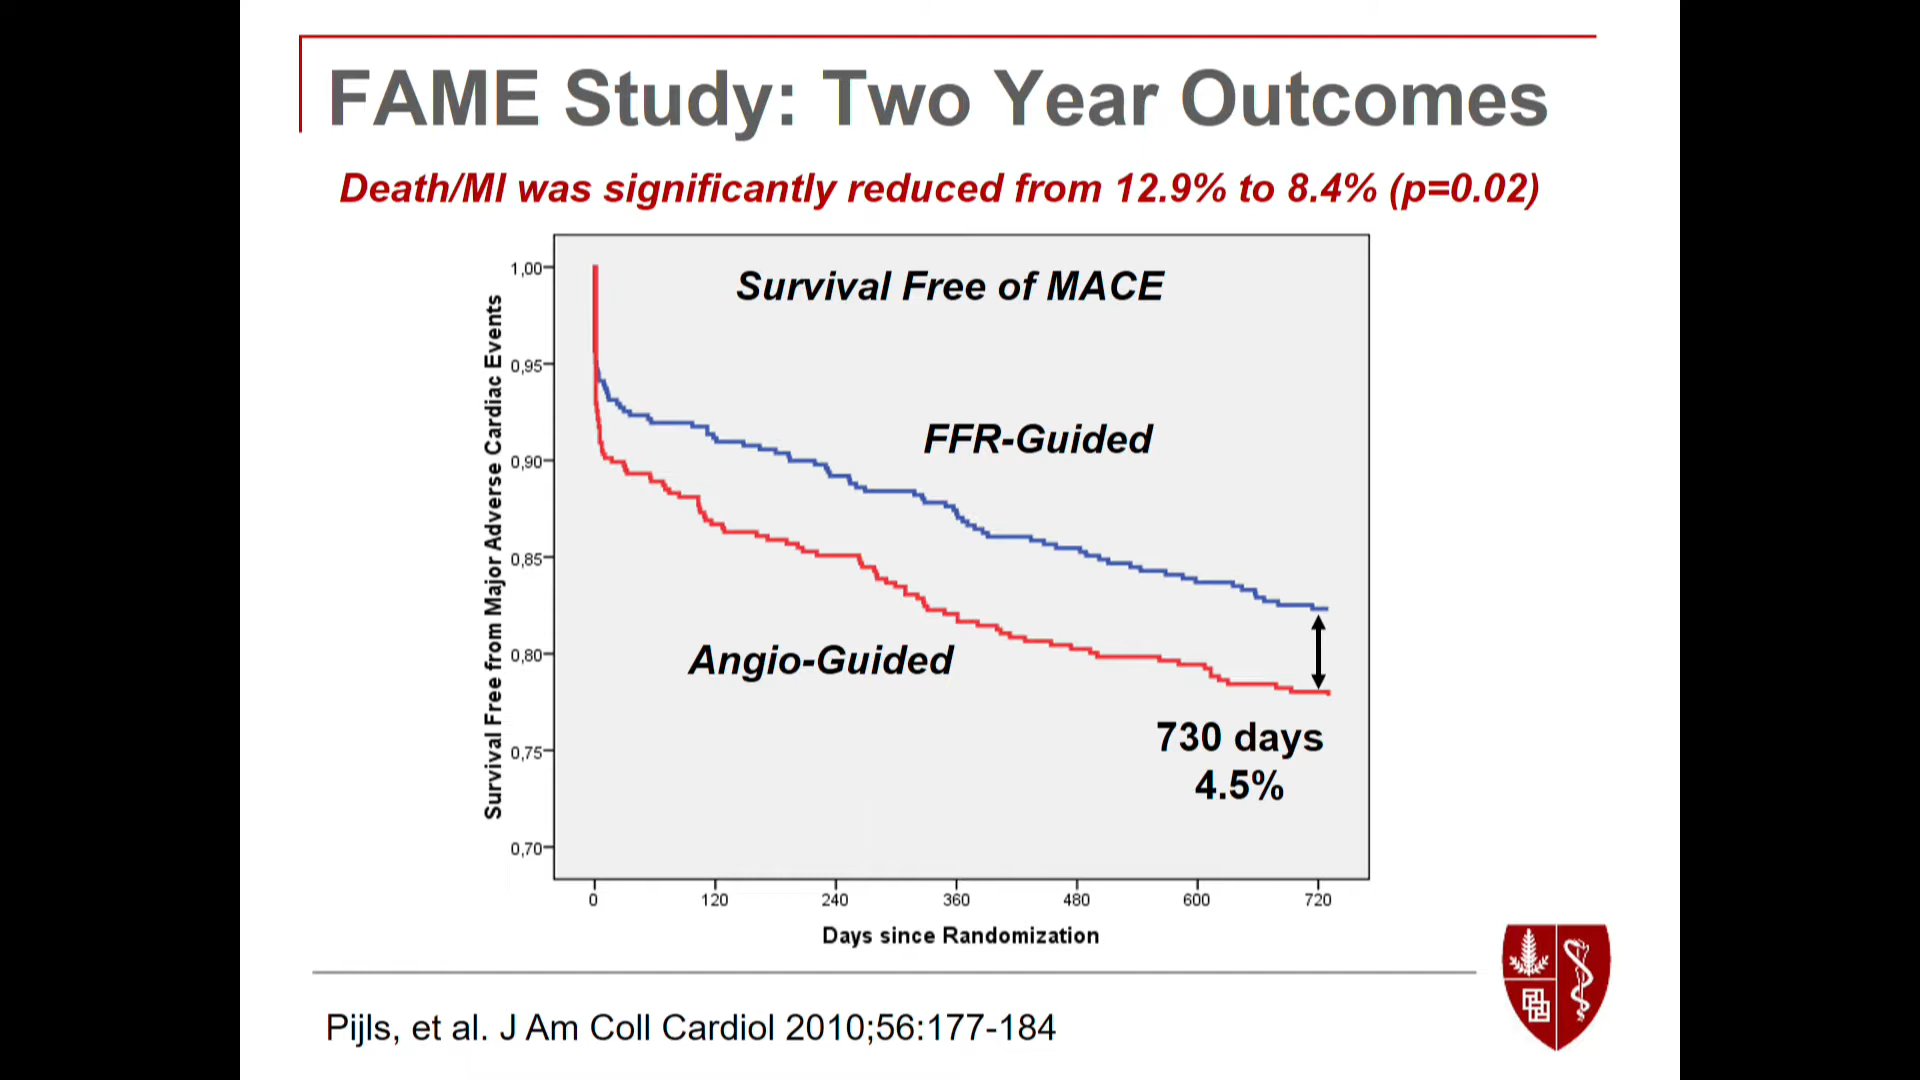 FAME Study: Two Year Outcomes
Death/MI was significantly reduced from 12.9% to 8.4% (p=0.02)
Survival Free of MACE
Survival Free from Major Adverse Cardiac Events
1,00
0,95
0,90
0,85
0,80
0,75
0,70
FFR-Guided
Angio-Guided
730 days
4.5%
0 120 240 360 480 600 720
Days since Randomization
Pijls, et al. J Am Coll Cardiol 2010;56:177-184